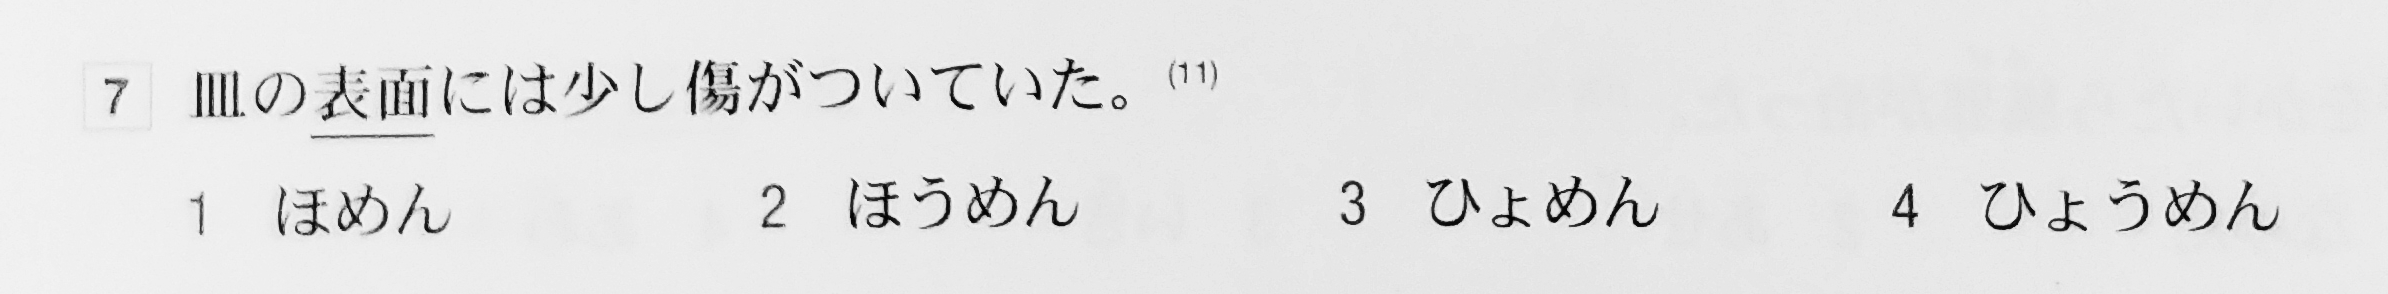 7 皿の表面には少し傷がついていた。(11)
1 ほめん 2 ほうめん 3 ひょめん 4 ひょうめん